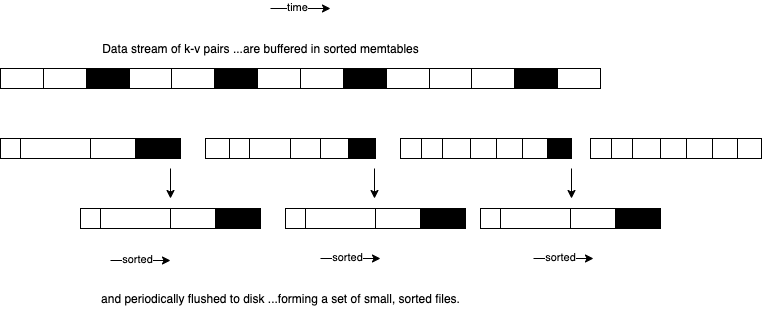 time
Data stream of k-v pairs ...are buffered in sorted memtables
sorted
sorted
sorted
and periodically flushed to disk ...forming a set of small, sorted files.